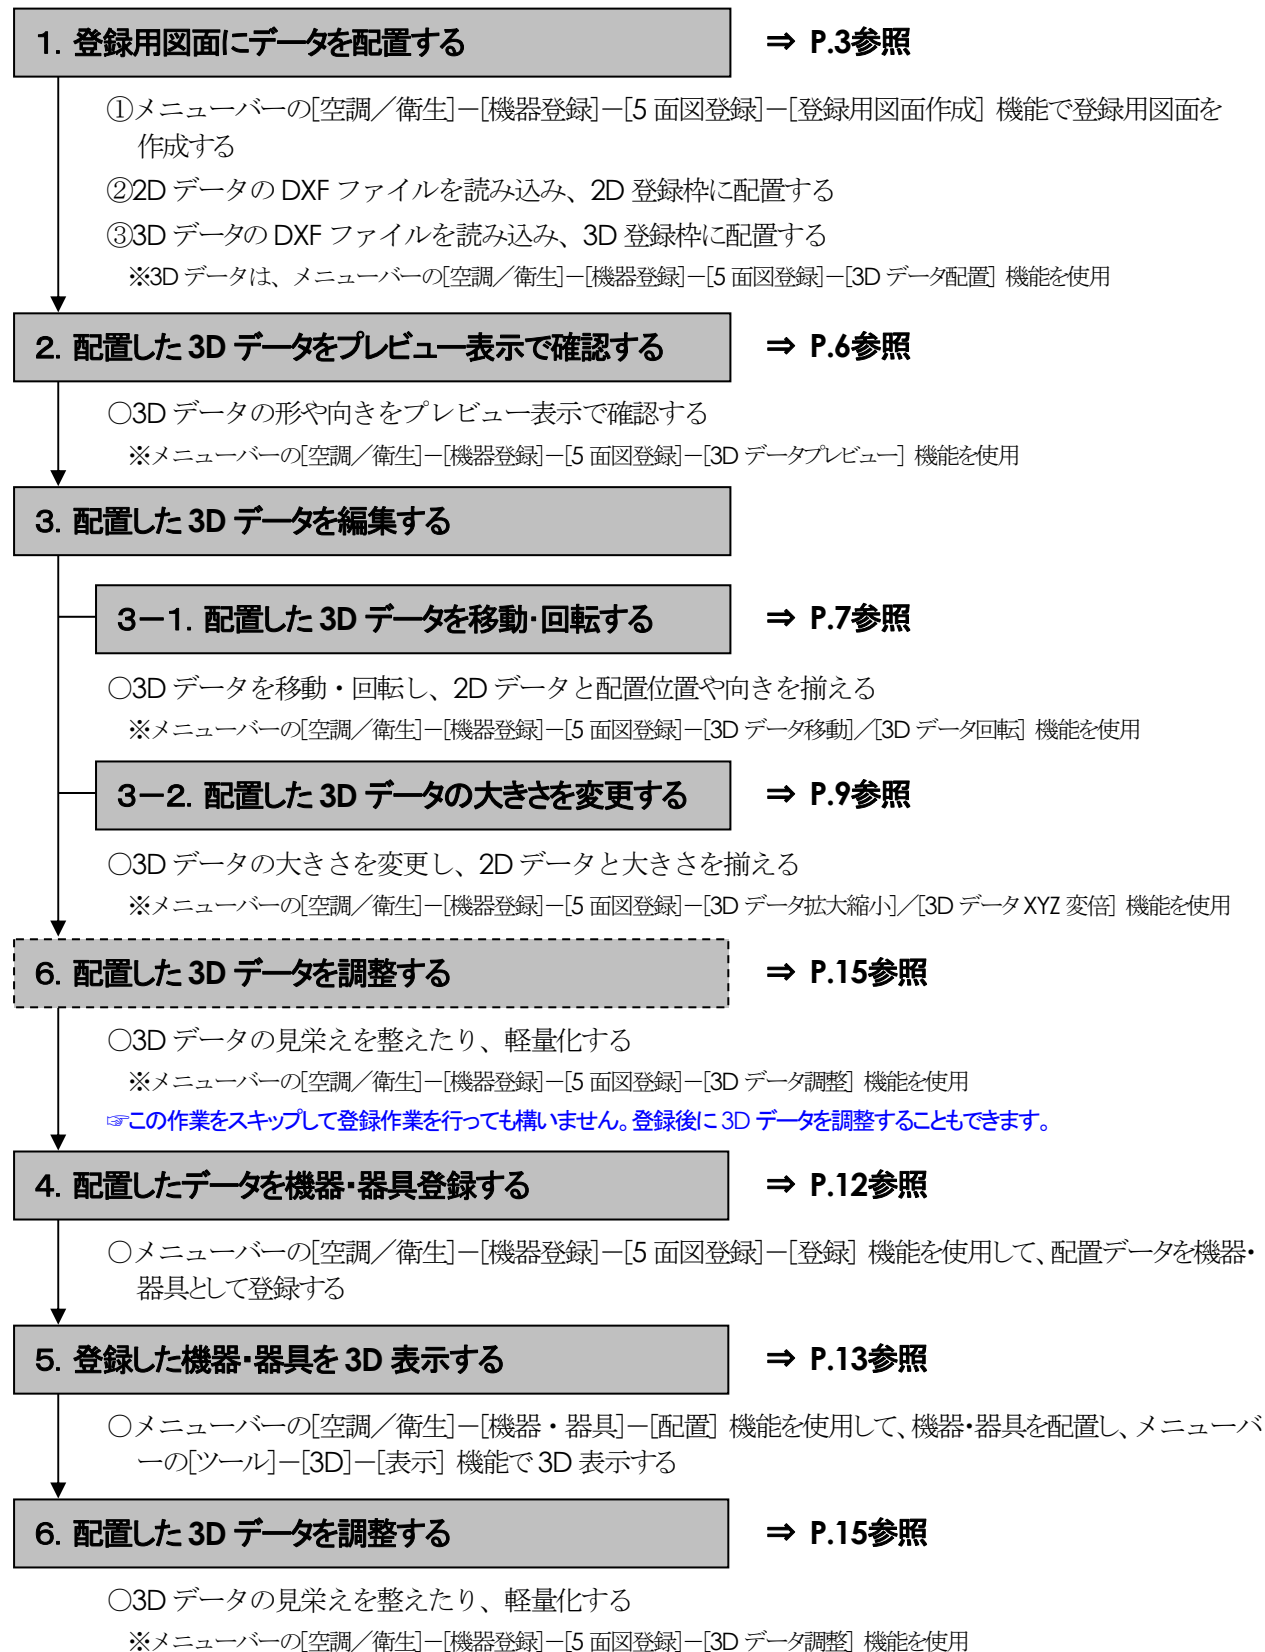 1．登録用図面にデータを配置する ⇒ P.3参照
①メニューバーの[空調／衛生]－[機器登録]－[5 面図登録]－[登録用図面作成] 機能で登録用図面を
作成する
②2D データの DXF ファイルを読み込み、2D 登録枠に配置する
③3D データの DXF ファイルを読み込み、3D 登録枠に配置する
※3D データは、メニューバーの[空調／衛生]－[機器登録]－[5 面図登録]－[3D データ配置] 機能を使用
2．配置した 3D データをプレビュー表示で確認する ⇒ P.6参照
○3D データの形や向きをプレビュー表示で確認する
※メニューバーの[空調／衛生]－[機器登録]－[5 面図登録]－[3D データプレビュー] 機能を使用
3．配置した 3D データを編集する
3－1．配置した 3D データを移動・回転する ⇒ P.7参照
○3D データを移動・回転し、2D データと配置位置や向きを揃える
※メニューバーの[空調／衛生]－[機器登録]－[5 面図登録]－[3D データ移動]／[3D データ回転] 機能を使用
3－2．配置した 3D データの大きさを変更する ⇒ P.9参照
○3D データの大きさを変更し、2D データと大きさを揃える
※メニューバーの[空調／衛生]－[機器登録]－[5 面図登録]－[3D データ拡大縮小]／[3D データ XYZ 変倍] 機能を使用
6．配置した 3D データを調整する ⇒ P.15参照
○3D データの見栄えを整えたり、軽量化する
※メニューバーの[空調／衛生]－[機器登録]－[5 面図登録]－[3D データ調整] 機能を使用
☞この作業をスキップして登録作業を行っても構いません。登録後に 3D データを調整することもできます。
4．配置したデータを機器・器具登録する ⇒ P.12参照
○メニューバーの[空調／衛生]－[機器登録]－[5 面図登録]－[登録] 機能を使用して、配置データを機器・
器具として登録する
5．登録した機器・器具を 3D 表示する ⇒ P.13参照
○メニューバーの[空調／衛生]－[機器・器具]－[配置] 機能を使用して、機器・器具を配置し、メニューバ
ーの[ツール]－[3D]－[表示] 機能で 3D 表示する
6．配置した 3D データを調整する ⇒ P.15参照
○3D データの見栄えを整えたり、軽量化する
※メニューバーの[空調／衛生]－[機器登録]－[5 面図登録]－[3D データ調整] 機能を使用